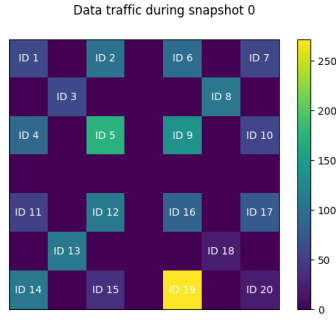 Data traffic during snapshot 0
ID 1 ID 2 ID 6 ID 7
ID 3 ID 8
ID 4 ID 5 ID 9 ID 10
ID 11 ID 12 ID 16 ID 17
ID 13 ID 18
ID 14 ID 15 ID 19 ID 20
250
200
150
100
50
0